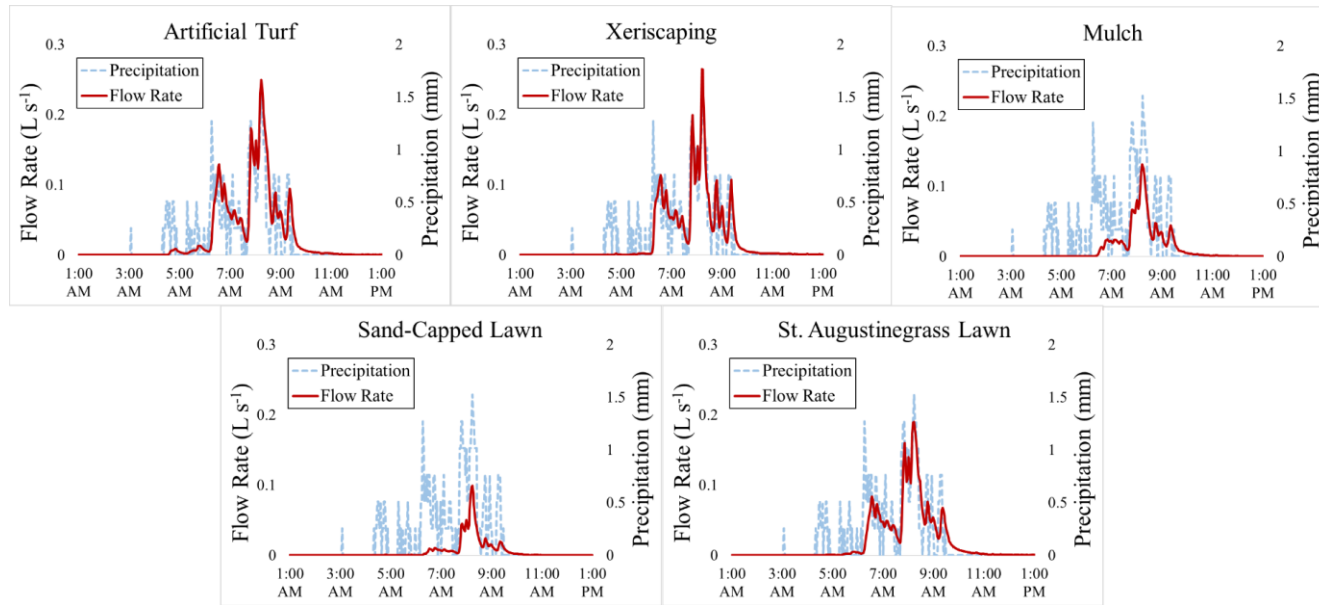 Artificial Turf
0.3
0.2
0.1
0
2
1.5
1
0.5
0
Flow Rate (L s⁻¹)
Precipitation (mm)
Precipitation
Flow Rate
1:00 3:00 5:00 7:00 9:00 11:00 1:00
AM AM AM AM AM AM PM
Xeriscaping
0.3
0.2
0.1
0
2
1.5
1
0.5
0
Flow Rate (L s⁻¹)
Precipitation (mm)
Precipitation
Flow Rate
1:00 3:00 5:00 7:00 9:00 11:00 1:00
AM AM AM AM AM AM PM
Mulch
0.3
0.2
0.1
0
2
1.5
1
0.5
0
Flow Rate (L s⁻¹)
Precipitation (mm)
Precipitation
Flow Rate
1:00 3:00 5:00 7:00 9:00 11:00 1:00
AM AM AM AM AM AM PM
Sand-Capped Lawn
0.3
0.2
0.1
0
2
1.5
1
0.5
0
Flow Rate (L s⁻¹)
Precipitation (mm)
Precipitation
Flow Rate
1:00 3:00 5:00 7:00 9:00 11:00 1:00
AM AM AM AM AM AM PM
St. Augustinegrass Lawn
0.3
0.2
0.1
0
2
1.5
1
0.5
0
Flow Rate (L s⁻¹)
Precipitation (mm)
Precipitation
Flow Rate
1:00 3:00 5:00 7:00 9:00 11:00 1:00
AM AM AM AM AM AM PM